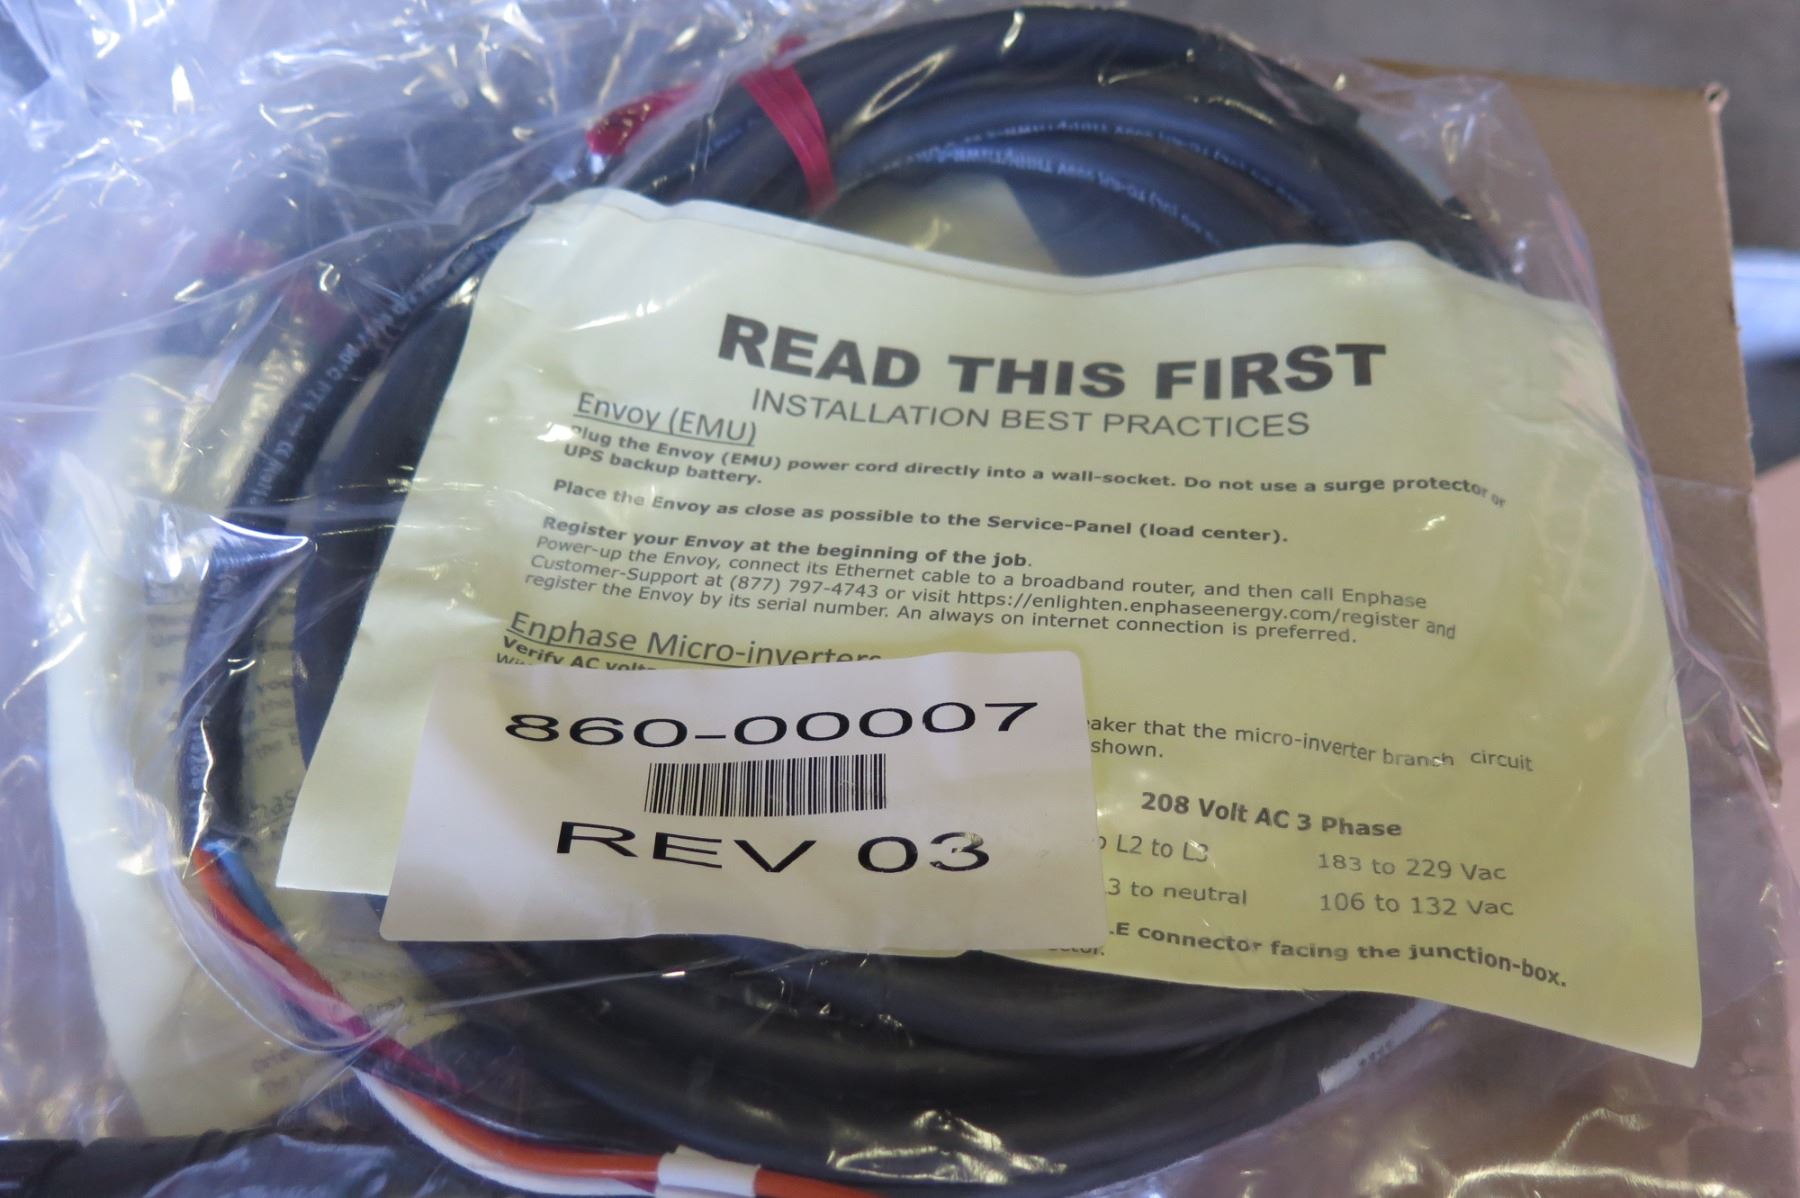 READ THIS FIRST
INSTALLATION BEST PRACTICES
Envoy (EMU)
Plug the Envoy (EMU) power cord directly into a wall-socket. Do not use a surge protector or
UPS backup battery.
Place the Envoy as close as possible to the Service-Panel (load center).
Register your Envoy at the beginning of the job.
Power-up the Envoy, connect its Ethernet cable to a broadband router, and then call Enphase
Customer-Support at (877) 797-4743 or visit https://enlighten.enphaseenergy.com/register and
register the Envoy by its serial number. An always on internet connection is preferred.
Enphase Micro-inverters
Verify AC
that the micro-inverter branch circuit
shown.
208 Volt AC 3 Phase
L2 to L3 183 to 229 Vac
to neutral 106 to 132 Vac
connector facing the junction-box.
860-00007
REV 03